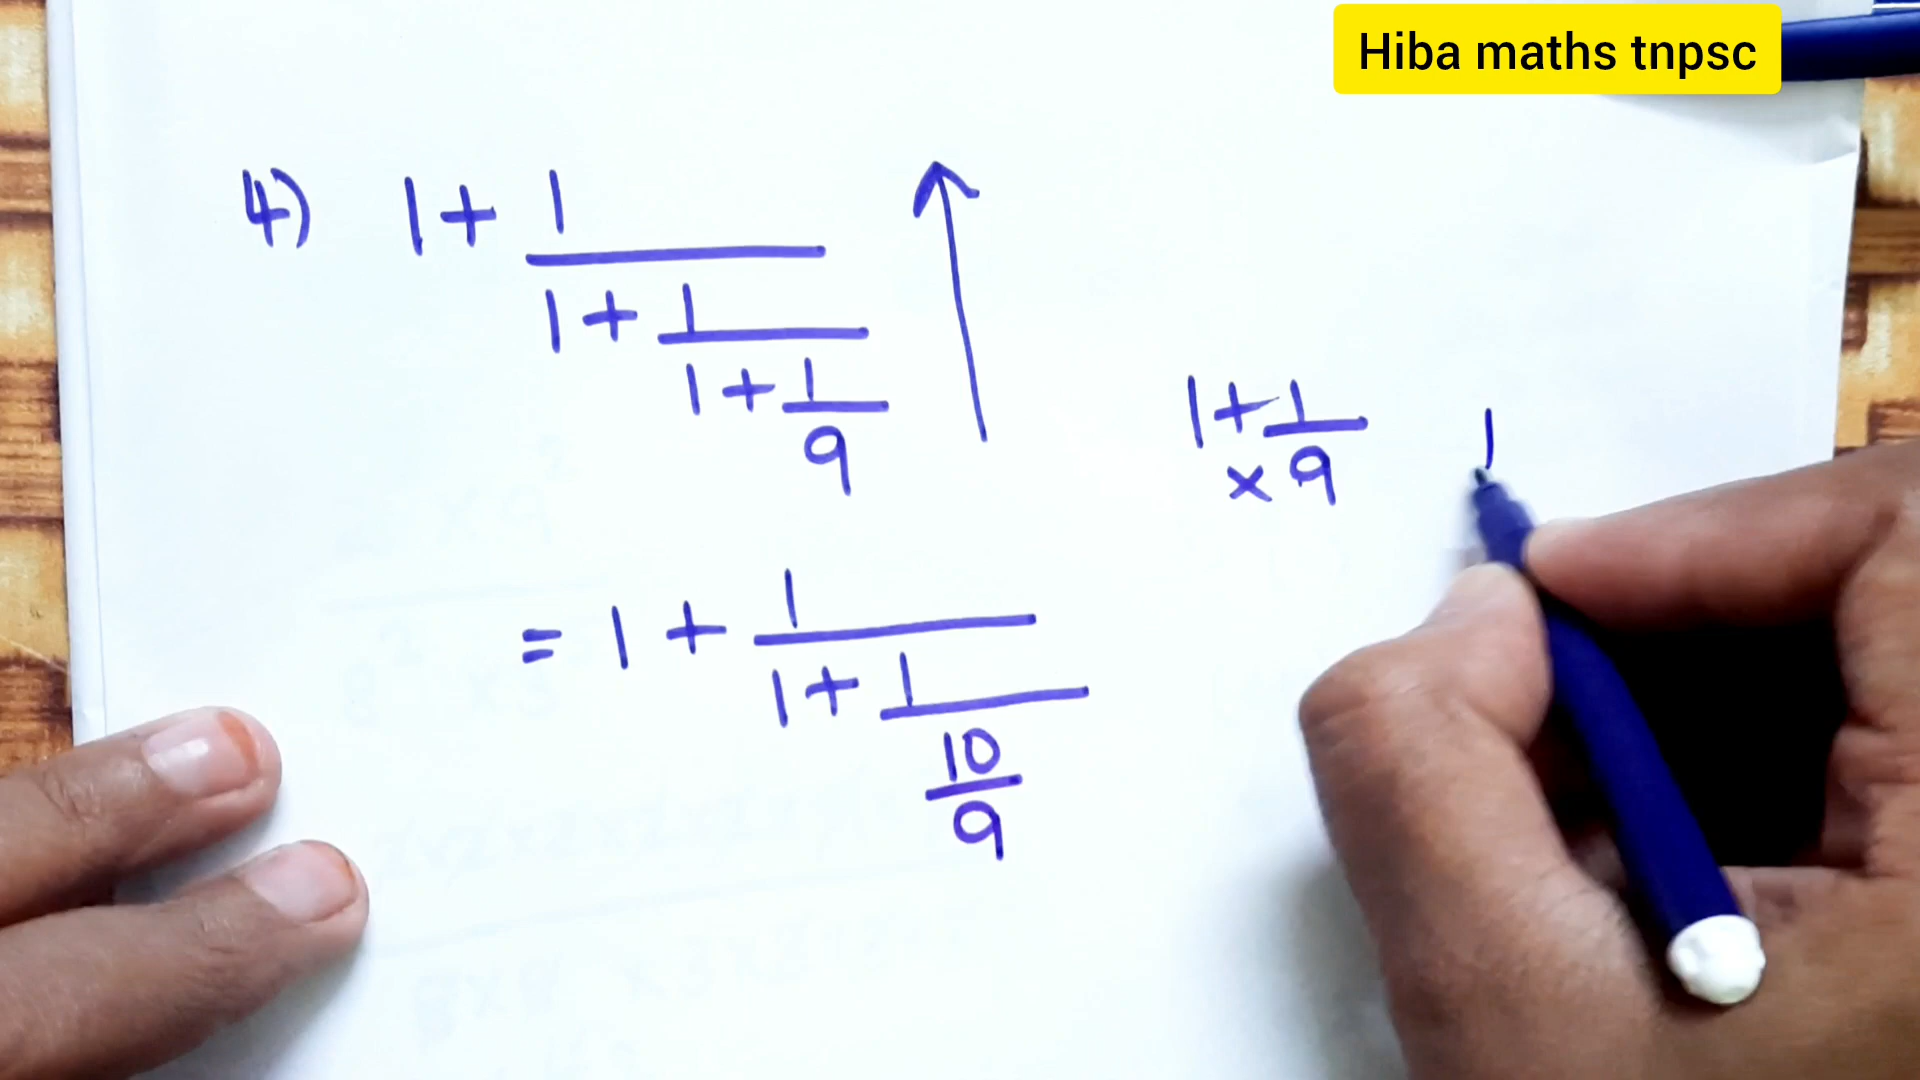 Hiba maths tnpsc
4) 1 + 1
1 + 1
1 + 1
9
1 + 1
× 9
1
= 1 + 1
1 + 1
10
9